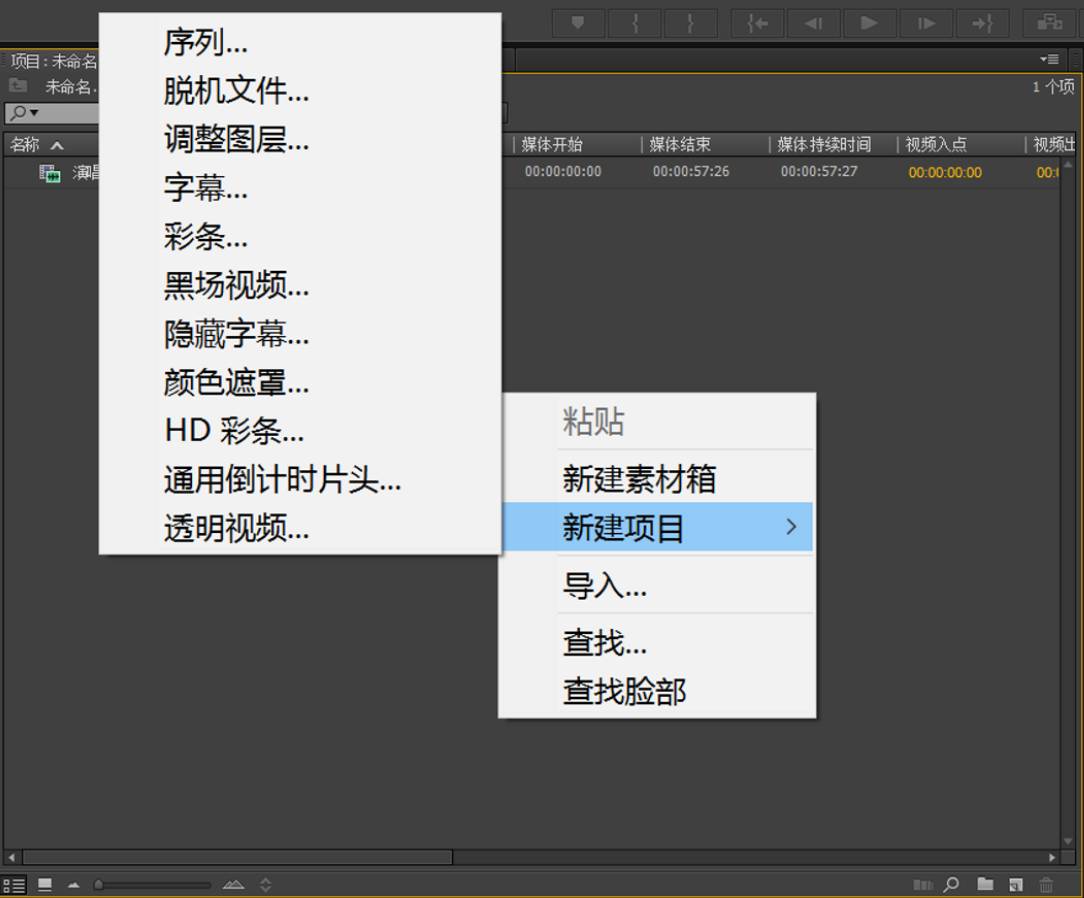 序列...
脱机文件...
调整图层...
字幕...
彩条...
黑场视频...
隐藏字幕...
颜色遮罩...
HD 彩条...
通用倒计时片头...
透明视频...
项目：未命名
未命名.
1 个项
名称 媒体开始 媒体结束 媒体持续时间 视频入点 视频出
00:00:00:00 00:00:57:26 00:00:57:27 00:00:00:00 00:
粘贴
新建素材箱
新建项目
导入...
查找...
查找脸部